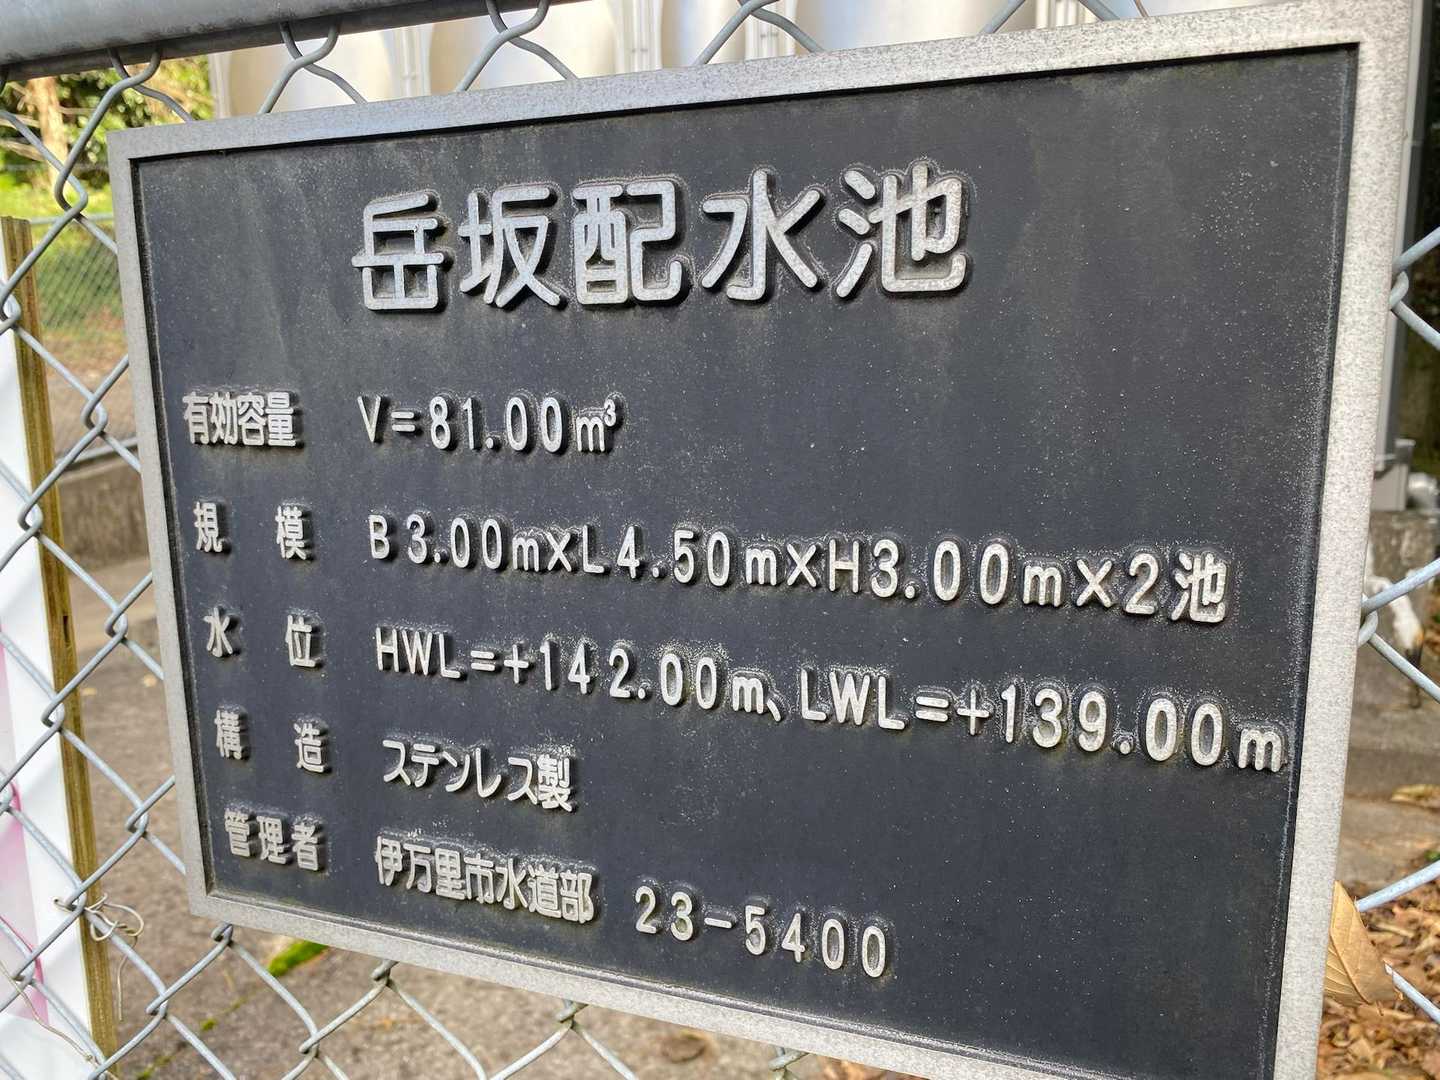 岳坂配水池
有効容量 V=81.00m³
規模 B3.00m×L4.50m×H3.00m×2池
水位 HWL=+142.00m、LWL=+139.00m
構造 ステンレス製
管理者 伊万里市水道部 23-5400